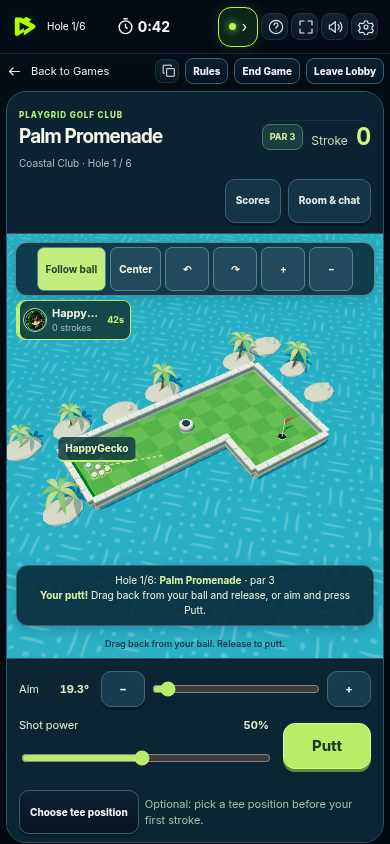 Hole 1/6
0:42
Back to Games
Rules
End Game
Leave Lobby
PLAYGRID GOLF CLUB
Palm Promenade
PAR 3
Stroke 0
Coastal Club · Hole 1 / 6
Scores
Room & chat
Follow ball
Center
↶
↷
+
−
Happy...
0 strokes
42s
HappyGecko
Hole 1/6: Palm Promenade · par 3
Your putt! Drag back from your ball and release, or aim and press
Putt.
Drag back from your ball. Release to putt.
Aim
19.3°
−
+
Shot power
50%
Putt
Choose tee position
Optional: pick a tee position before your
first stroke.